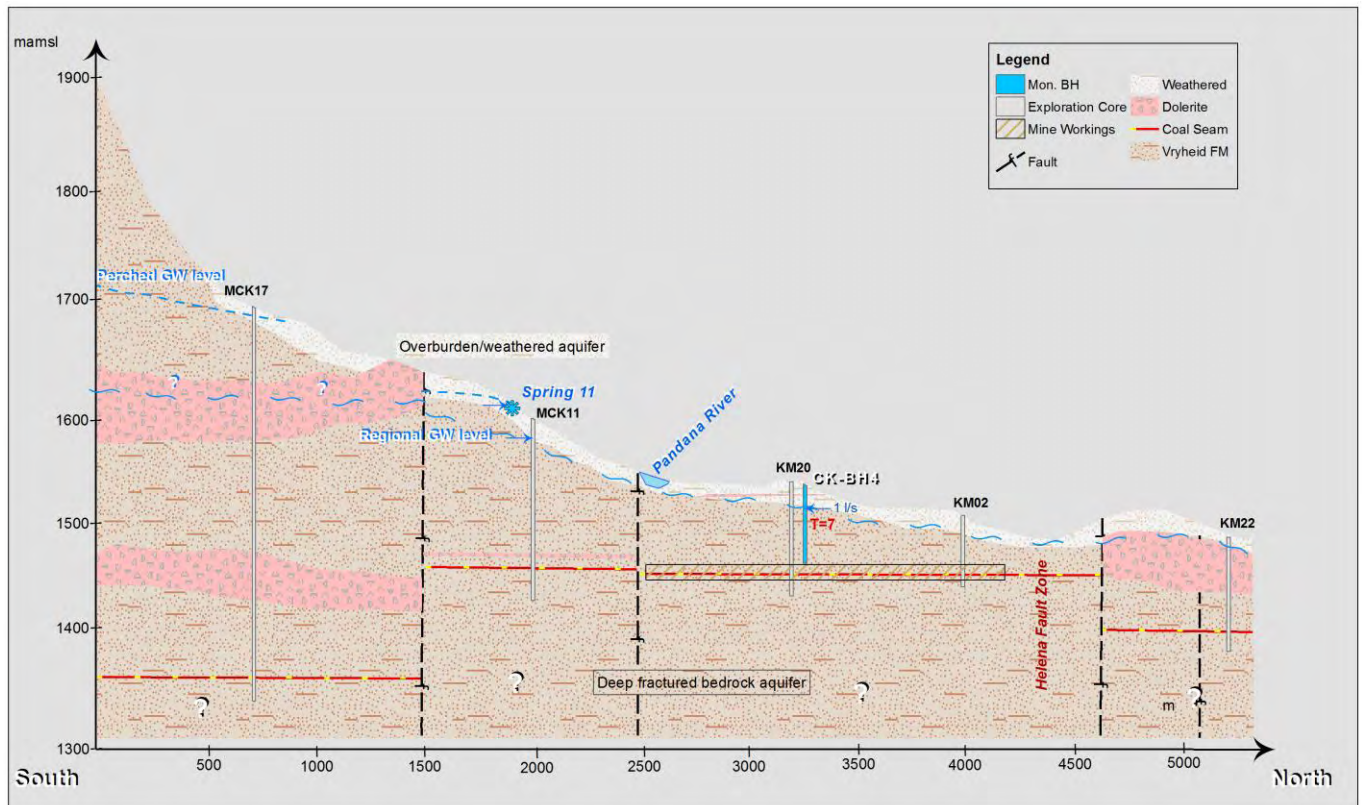 mamsl
1900
1800
1700
1600
1500
1400
1300
Legend
Mon. BH
Exploration Core
Mine Workings
Fault
Weathered
Dolerite
Coal Seam
Vryheid FM
Perched GW level
MCK17
Overburden/weathered aquifer
?
?
Spring 11
MCK11
Regional GW level
Pandana River
KM20
CK-BH4
1 l/s
T=7
KM02
KM22
Helena Fault Zone
Deep fractured bedrock aquifer
?
?
?
?
m
500
1000
1500
2000
2500
3000
3500
4000
4500
5000
South
North